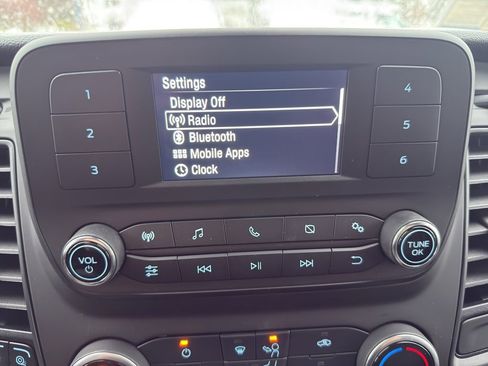 Settings
Display Off
Radio
Bluetooth
Mobile Apps
Clock
1
2
3
4
5
6
VOL
TUNE
OK